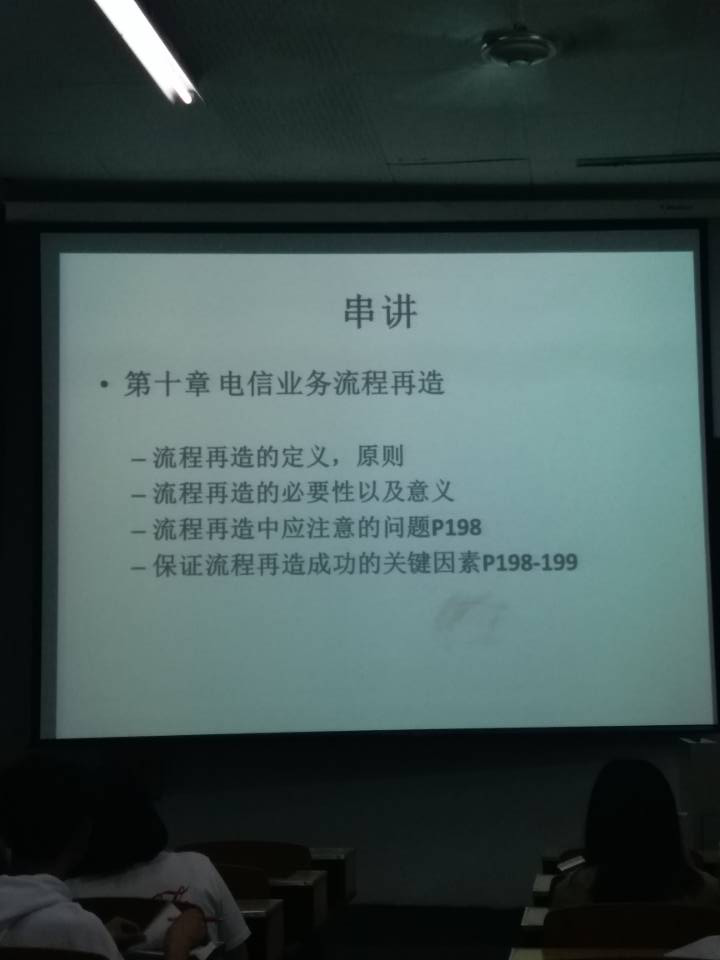 串讲
• 第十章 电信业务流程再造
– 流程再造的定义，原则
– 流程再造的必要性以及意义
– 流程再造中应注意的问题P198
– 保证流程再造成功的关键因素P198-199